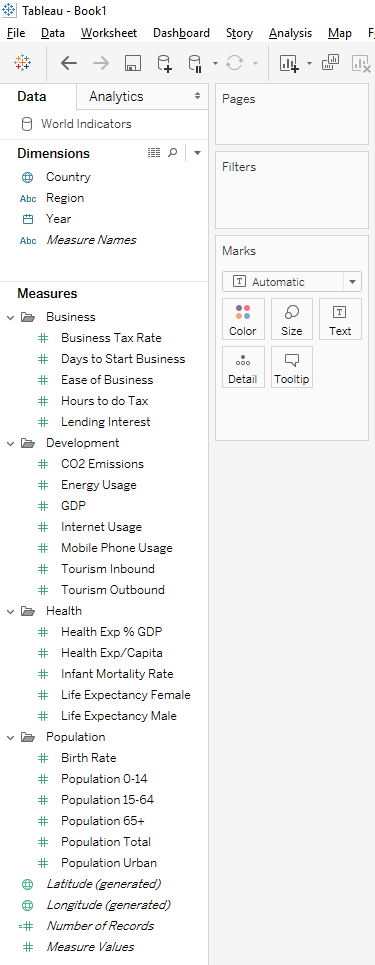 Tableau - Book1
File Data Worksheet Dashboard Story Analysis Map Fo
Data Analytics
World Indicators
Dimensions
Country
Abc Region
Year
Abc Measure Names
Measures
Business
Business Tax Rate
Days to Start Business
Ease of Business
Hours to do Tax
Lending Interest
Development
CO2 Emissions
Energy Usage
GDP
Internet Usage
Mobile Phone Usage
Tourism Inbound
Tourism Outbound
Health
Health Exp % GDP
Health Exp/Capita
Infant Mortality Rate
Life Expectancy Female
Life Expectancy Male
Population
Birth Rate
Population 0-14
Population 15-64
Population 65+
Population Total
Population Urban
Latitude (generated)
Longitude (generated)
Number of Records
Measure Values
Pages
Filters
Marks
Automatic
Color Size Text
Detail Tooltip